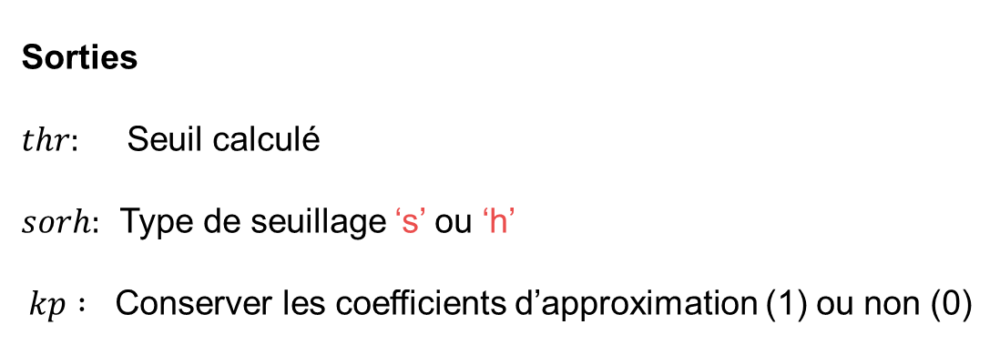 Sorties
thr: Seuil calculé
sorh: Type de seuillage ‘s’ ou ‘h’
kp : Conserver les coefficients d’approximation (1) ou non (0)